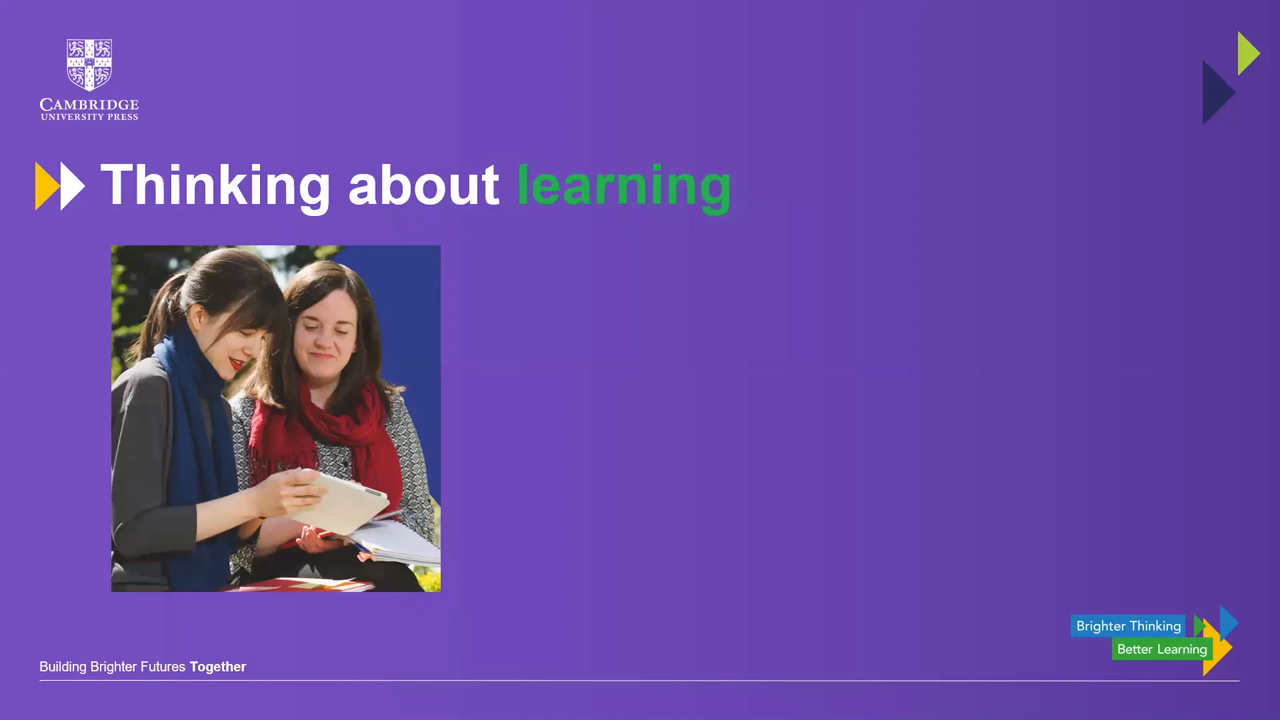 CAMBRIDGE
UNIVERSITY PRESS
Thinking about learning
Brighter Thinking
Better Learning
Building Brighter Futures Together